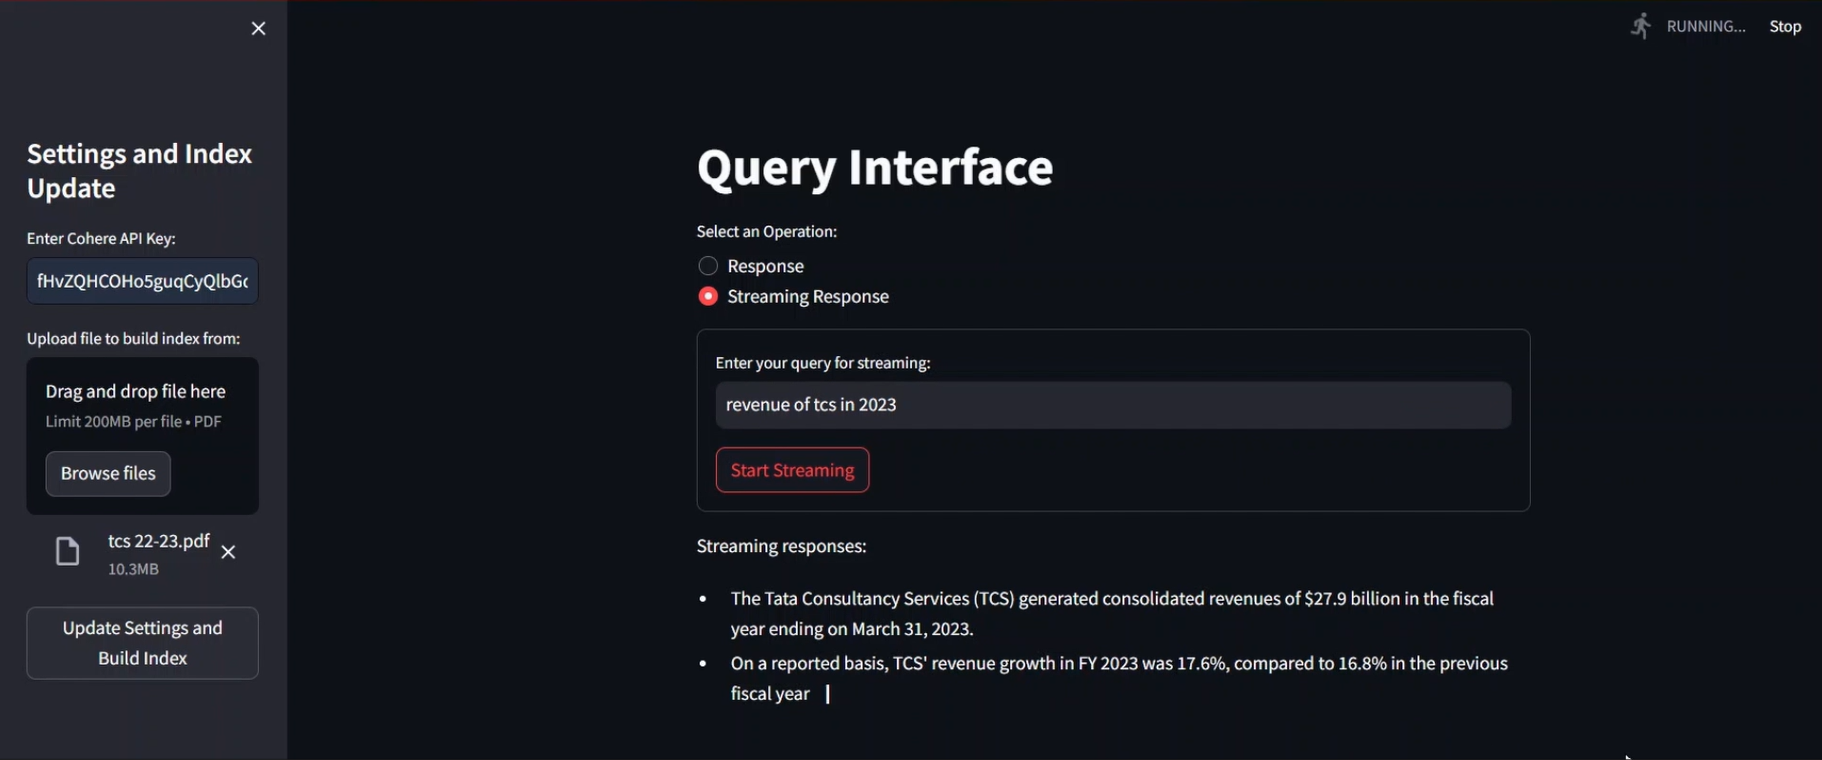 RUNNING...
Stop
Settings and Index
Update
Enter Cohere API Key:
fHvZQHCOHo5guqCyQlbGc
Upload file to build index from:
Drag and drop file here
Limit 200MB per file • PDF
Browse files
tcs 22-23.pdf
10.3MB
Update Settings and
Build Index
Query Interface
Select an Operation:
Response
Streaming Response
Enter your query for streaming:
revenue of tcs in 2023
Start Streaming
Streaming responses:
• The Tata Consultancy Services (TCS) generated consolidated revenues of $27.9 billion in the fiscal
year ending on March 31, 2023.
• On a reported basis, TCS' revenue growth in FY 2023 was 17.6%, compared to 16.8% in the previous
fiscal year